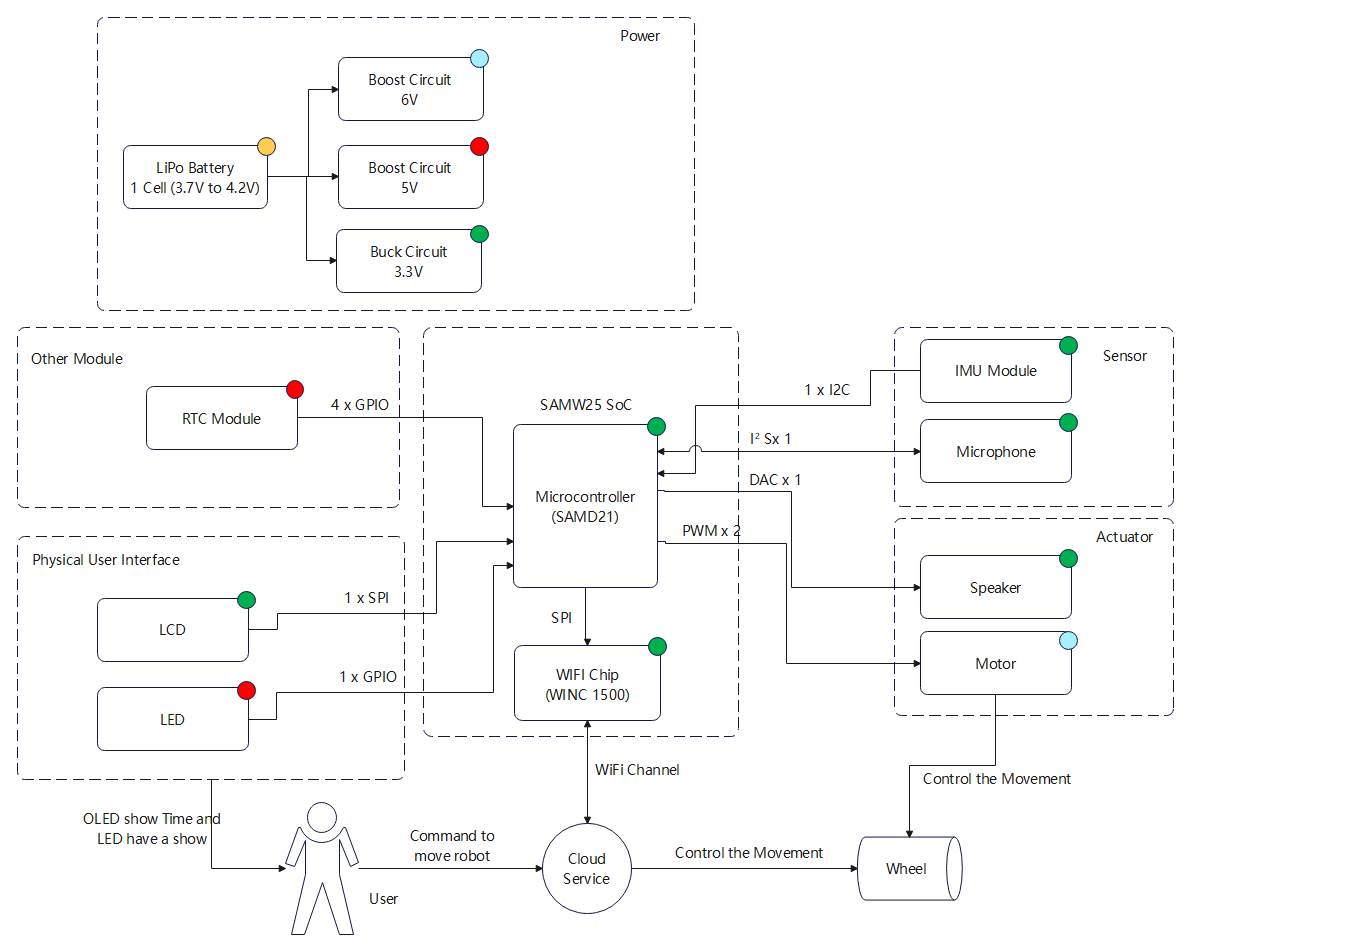 Power
Boost Circuit
6V
LiPo Battery
1 Cell (3.7V to 4.2V)
Boost Circuit
5V
Buck Circuit
3.3V
Other Module
RTC Module
4 x GPIO
SAMW25 SoC
Microcontroller
(SAMD21)
1 x I2C
I² Sx 1
DAC x 1
PWM x 2
Sensor
IMU Module
Microphone
Actuator
Speaker
Motor
Physical User Interface
LCD
1 x SPI
LED
1 x GPIO
SPI
WIFI Chip
(WINC 1500)
WiFi Channel
Control the Movement
OLED show Time and
LED have a show
User
Command to
move robot
Cloud
Service
Control the Movement
Wheel